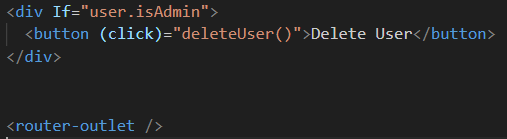 <div If="user.isAdmin">
<button (click)="deleteUser()">Delete User</button>
</div>
<router-outlet />